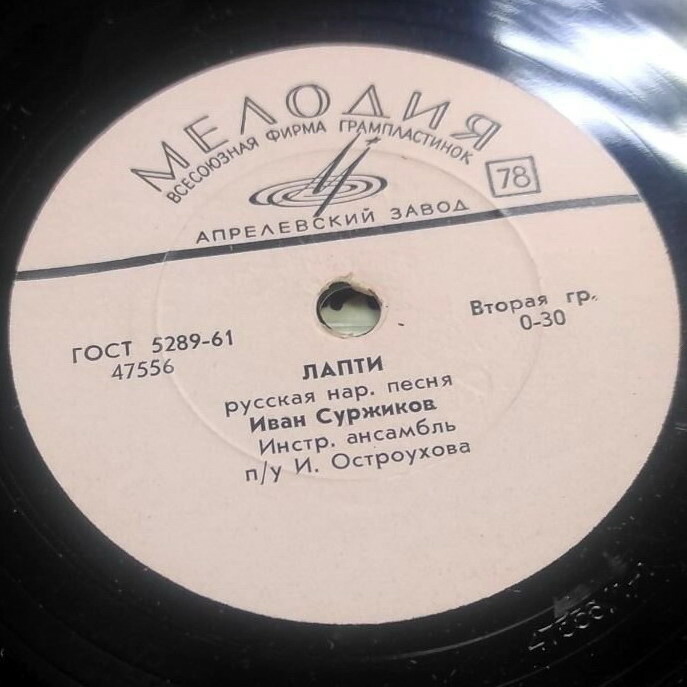 МЕЛОДИЯ
ВСЕСОЮЗНАЯ ФИРМА ГРАМПЛАСТИНОК
78
АПРЕЛЕВСКИЙ ЗАВОД
ГОСТ 5289-61
47556
Вторая гр.
0-30
ЛАПТИ
русская нар. песня
Иван Суржиков
Инстр. ансамбль
п/у И. Остроухова